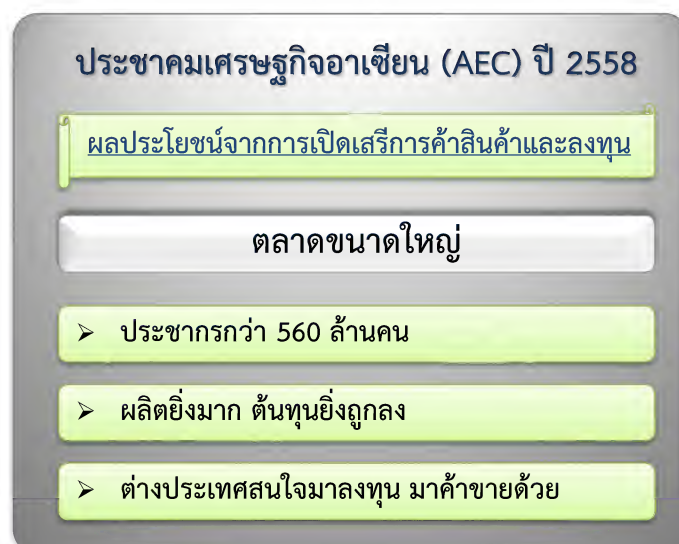 ประชาคมเศรษฐกิจอาเซียน (AEC) ปี 2558
ผลประโยชน์จากการเปิดเสรีการค้าสินค้าและลงทุน
ตลาดขนาดใหญ่
➢ ประชากรกว่า 560 ล้านคน
➢ ผลิตยิ่งมาก ต้นทุนยิ่งถูกลง
➢ ต่างประเทศสนใจมาลงทุน มาค้าขายด้วย